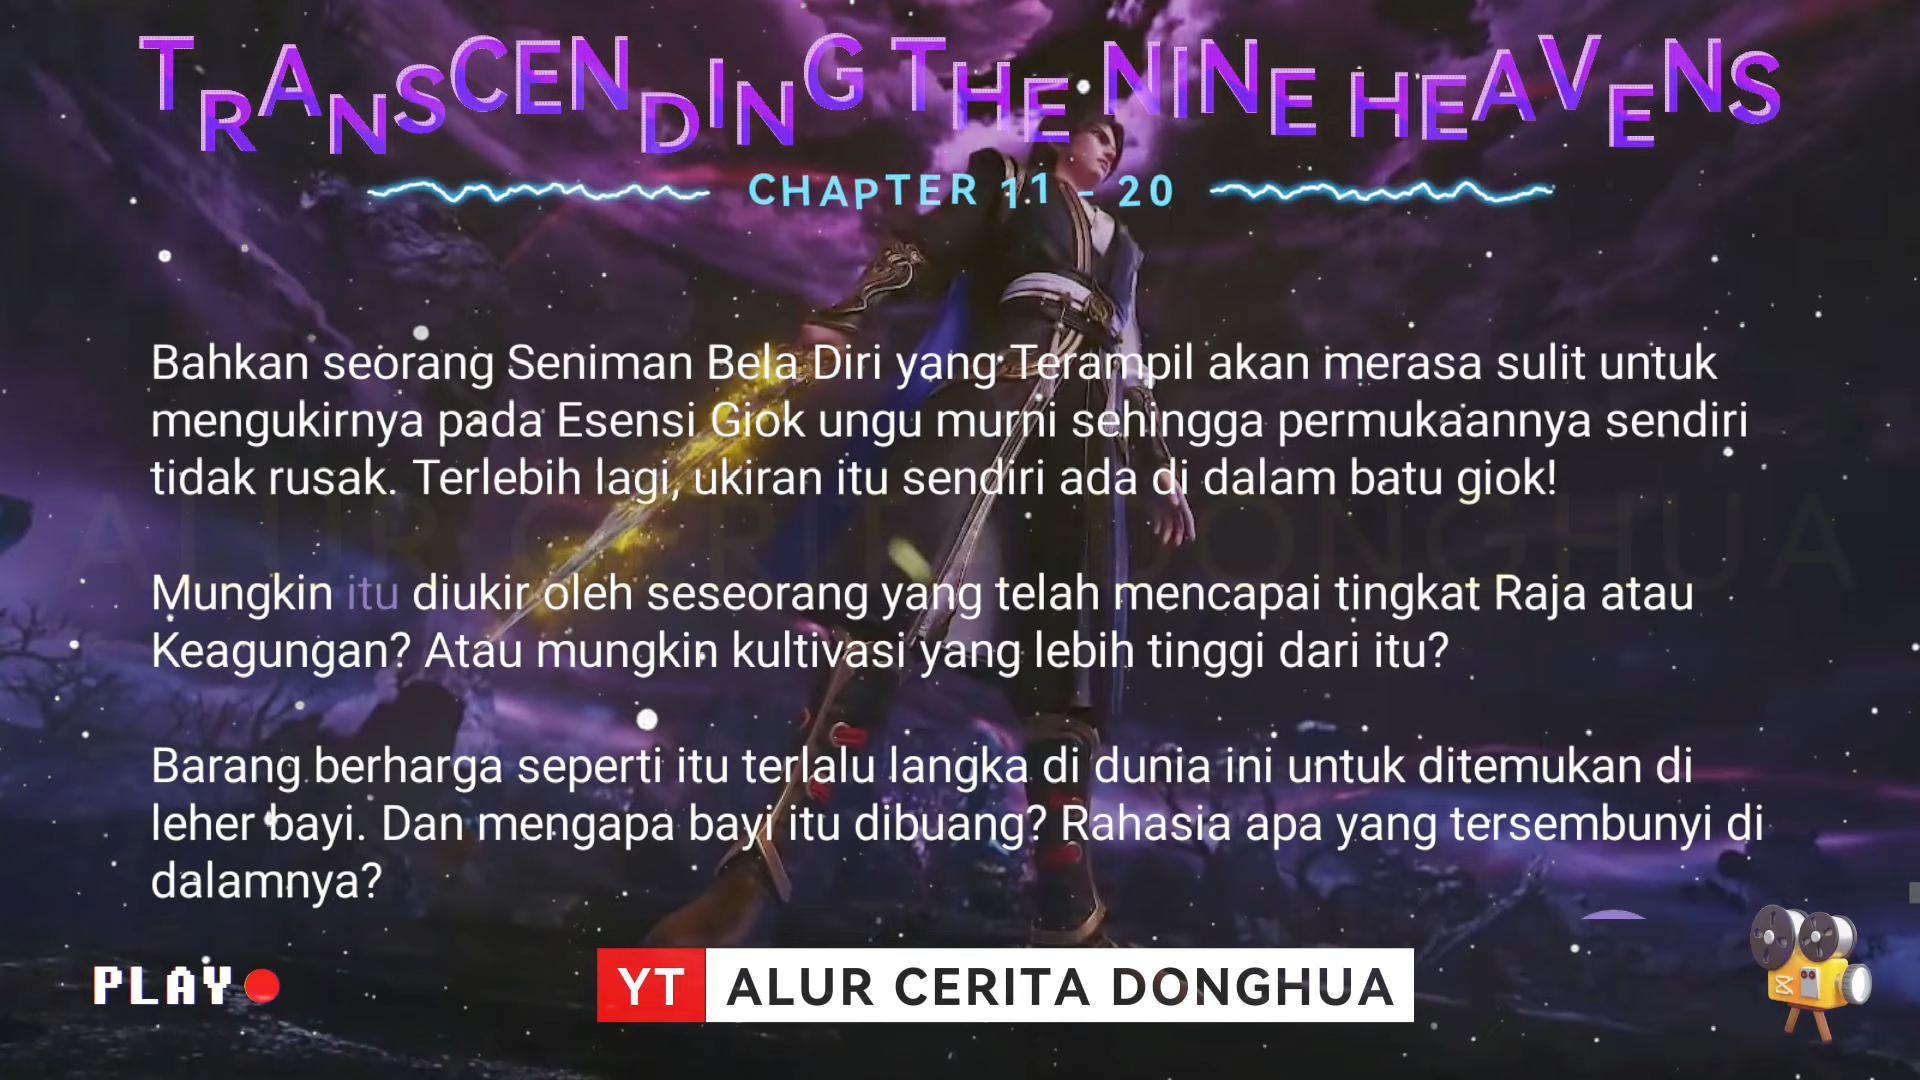 TRANSCENDING THE NINE HEAVENS
CHAPTER 11 - 20
Bahkan seorang Seniman Bela Diri yang Terampil akan merasa sulit untuk
mengukirnya pada Esensi Giok ungu murni sehingga permukaannya sendiri
tidak rusak. Terlebih lagi, ukiran itu sendiri ada di dalam batu giok!
ALUR CERITA DONGHUA
Mungkin itu diukir oleh seseorang yang telah mencapai tingkat Raja atau
Keagungan? Atau mungkin kultivasi yang lebih tinggi dari itu?
Barang berharga seperti itu terlalu langka di dunia ini untuk ditemukan di
leher bayi. Dan mengapa bayi itu dibuang? Rahasia apa yang tersembunyi di
dalamnya?
PLAY
YT ALUR CERITA DONGHUA